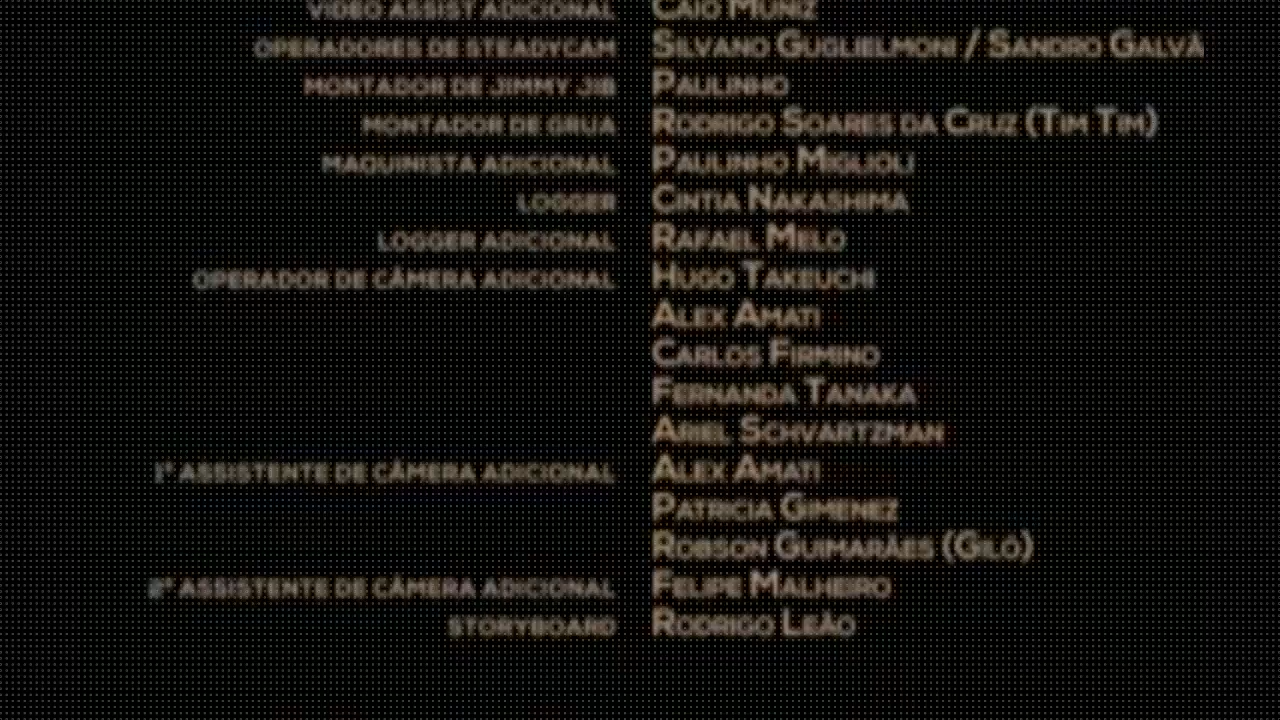 VIDEO ASSIST ADICIONAL CAIO MUNIZ
OPERADORES DE STEADYCAM SILVANO GUGLIELMONI / SANDRO GALVÃ
MONTADOR DE JIMMY JIB PAULINHO
MONTADOR DE GRUA RODRIGO SOARES DA CRUZ (TIM TIM)
MAQUINISTA ADICIONAL PAULINHO MIGLIOLI
LOGGER CINTIA NAKASHIMA
LOGGER ADICIONAL RAFAEL MELO
OPERADOR DE CÂMERA ADICIONAL HUGO TAKEUCHI
ALEX AMATI
CARLOS FIRMINO
FERNANDA TANAKA
ARIEL SCHVARTZMAN
1º ASSISTENTE DE CÂMERA ADICIONAL ALEX AMATI
PATRICIA GIMENEZ
ROBSON GUIMARÃES (GILÓ)
2º ASSISTENTE DE CÂMERA ADICIONAL FELIPE MALHEIRO
STORYBOARD RODRIGO LEÃO